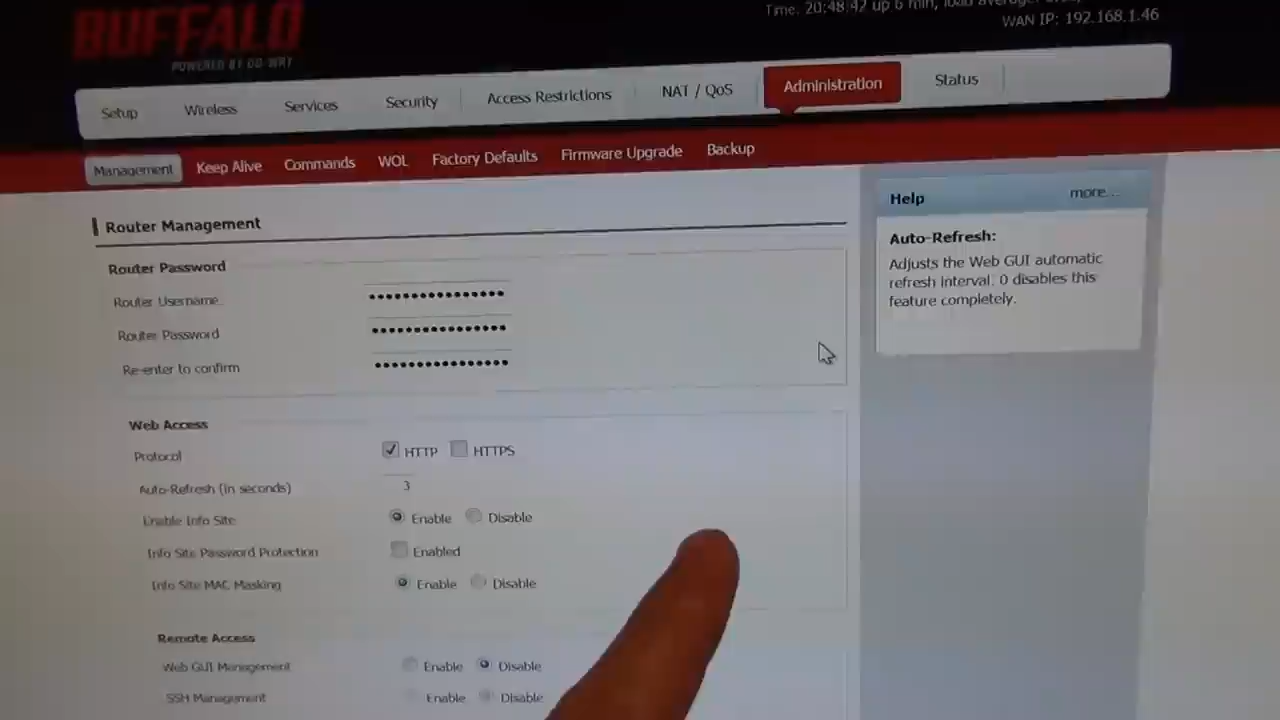 BUFFALO
POWERED BY DD-WRT
Time: 20:48:42 up 6 min, load average:
WAN IP: 192.168.1.46
Setup Wireless Services Security Access Restrictions NAT / QoS Administration Status
Management Keep Alive Commands WOL Factory Defaults Firmware Upgrade Backup
Router Management
Router Password
Router Username
Router Password
Re-enter to confirm
Web Access
Protocol HTTP HTTPS
Auto-Refresh (in seconds) 3
Enable Info Site Enable Disable
Info Site Password Protection Enabled
Info Site MAC Masking Enable Disable
Remote Access
Web GUI Management Enable Disable
SSH Management Enable Disable
Help more...
Auto-Refresh:
Adjusts the Web GUI automatic
refresh interval. 0 disables this
feature completely.